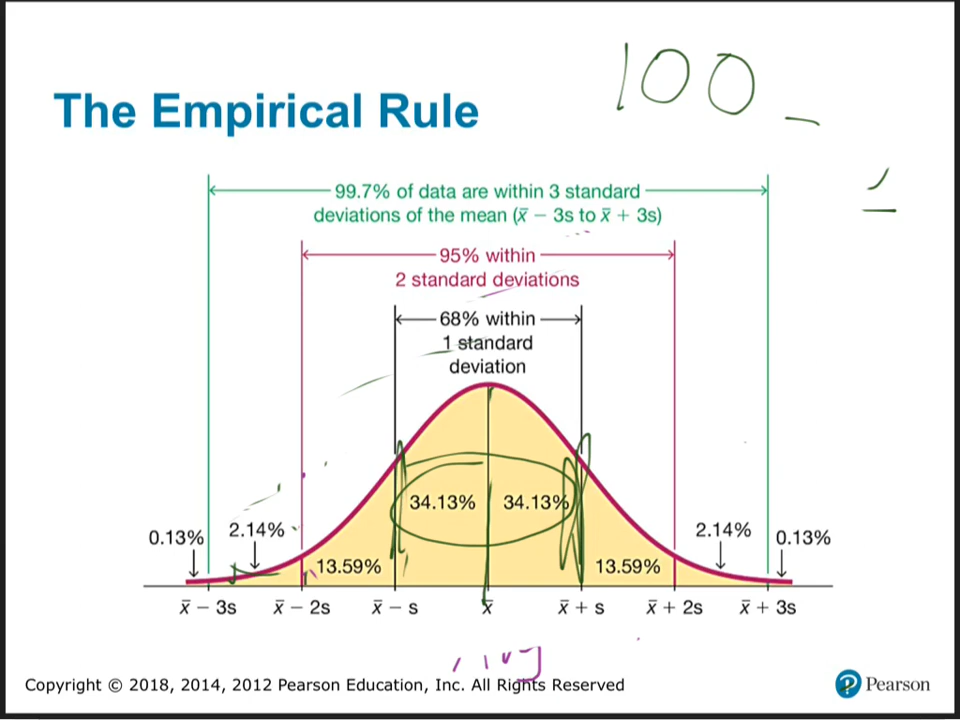 100
The Empirical Rule
99.7% of data are within 3 standard
deviations of the mean (x̄ − 3s to x̄ + 3s)
95% within
2 standard deviations
68% within
1 standard
deviation
34.13% 34.13%
0.13% 2.14% 2.14% 0.13%
13.59% 13.59%
x̄ − 3s x̄ − 2s x̄ − s x̄ x̄ + s x̄ + 2s x̄ + 3s
Copyright © 2018, 2014, 2012 Pearson Education, Inc. All Rights Reserved
P Pearson